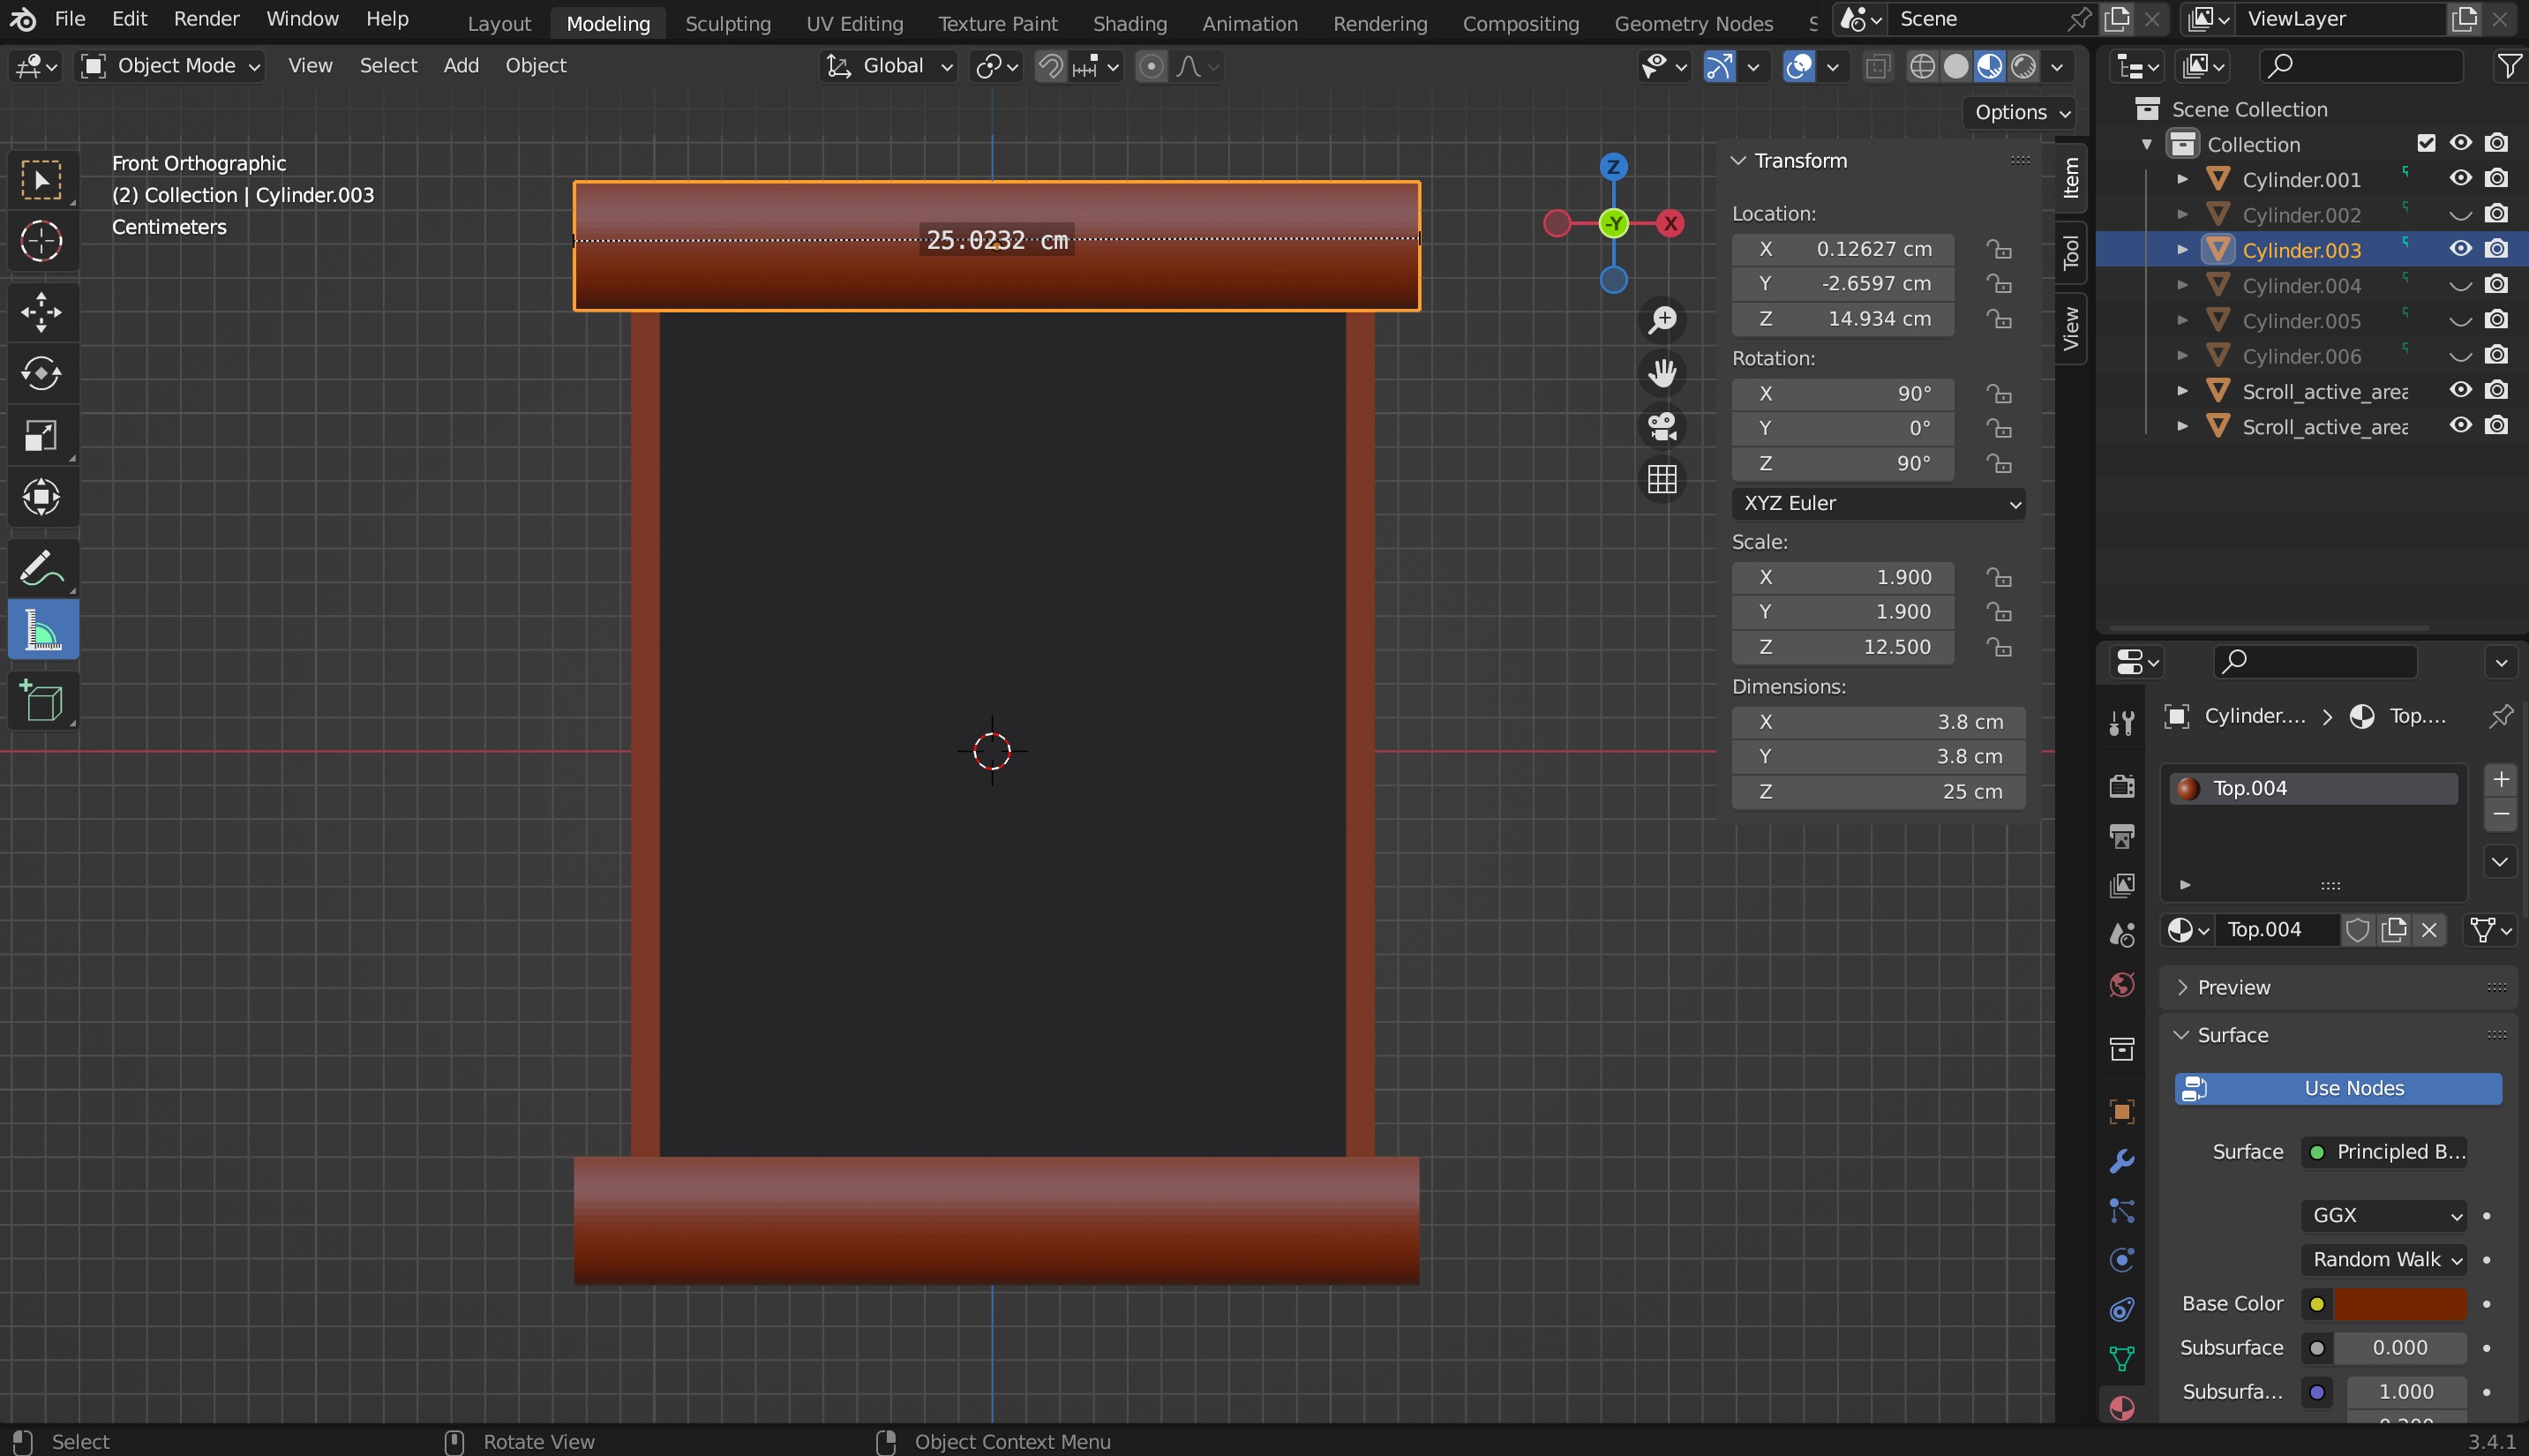 File Edit Render Window Help
Layout Modeling Sculpting UV Editing Texture Paint Shading Animation Rendering Compositing Geometry Nodes S
Scene
ViewLayer
Object Mode View Select Add Object
Global
Options
Front Orthographic
(2) Collection | Cylinder.003
Centimeters
25.0232 cm
Z
-Y
X
Item
Tool
View
Transform
Location:
X 0.12627 cm
Y -2.6597 cm
Z 14.934 cm
Rotation:
X 90°
Y 0°
Z 90°
XYZ Euler
Scale:
X 1.900
Y 1.900
Z 12.500
Dimensions:
X 3.8 cm
Y 3.8 cm
Z 25 cm
Scene Collection
Collection
Cylinder.001
Cylinder.002
Cylinder.003
Cylinder.004
Cylinder.005
Cylinder.006
Scroll_active_area
Scroll_active_area
Cylinder.... Top....
Top.004
Top.004
Preview
Surface
Use Nodes
Surface Principled B...
GGX
Random Walk
Base Color
Subsurface 0.000
Subsurfa... 1.000
Select
Rotate View
Object Context Menu
3.4.1